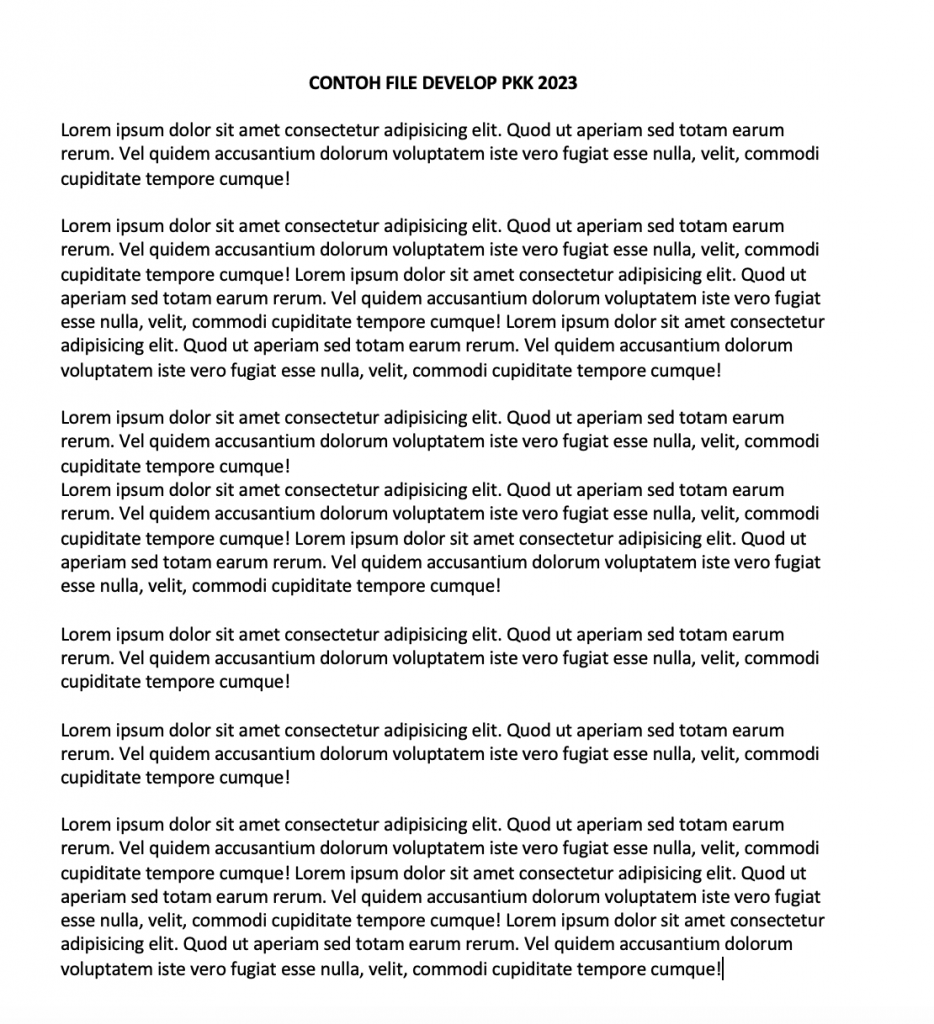 CONTOH FILE DEVELOP PKK 2023
Lorem ipsum dolor sit amet consectetur adipisicing elit. Quod ut aperiam sed totam earum
rerum. Vel quidem accusantium dolorum voluptatem iste vero fugiat esse nulla, velit, commodi
cupiditate tempore cumque!
Lorem ipsum dolor sit amet consectetur adipisicing elit. Quod ut aperiam sed totam earum
rerum. Vel quidem accusantium dolorum voluptatem iste vero fugiat esse nulla, velit, commodi
cupiditate tempore cumque! Lorem ipsum dolor sit amet consectetur adipisicing elit. Quod ut
aperiam sed totam earum rerum. Vel quidem accusantium dolorum voluptatem iste vero fugiat
esse nulla, velit, commodi cupiditate tempore cumque! Lorem ipsum dolor sit amet consectetur
adipisicing elit. Quod ut aperiam sed totam earum rerum. Vel quidem accusantium dolorum
voluptatem iste vero fugiat esse nulla, velit, commodi cupiditate tempore cumque!
Lorem ipsum dolor sit amet consectetur adipisicing elit. Quod ut aperiam sed totam earum
rerum. Vel quidem accusantium dolorum voluptatem iste vero fugiat esse nulla, velit, commodi
cupiditate tempore cumque!
Lorem ipsum dolor sit amet consectetur adipisicing elit. Quod ut aperiam sed totam earum
rerum. Vel quidem accusantium dolorum voluptatem iste vero fugiat esse nulla, velit, commodi
cupiditate tempore cumque! Lorem ipsum dolor sit amet consectetur adipisicing elit. Quod ut
aperiam sed totam earum rerum. Vel quidem accusantium dolorum voluptatem iste vero fugiat
esse nulla, velit, commodi cupiditate tempore cumque!
Lorem ipsum dolor sit amet consectetur adipisicing elit. Quod ut aperiam sed totam earum
rerum. Vel quidem accusantium dolorum voluptatem iste vero fugiat esse nulla, velit, commodi
cupiditate tempore cumque!
Lorem ipsum dolor sit amet consectetur adipisicing elit. Quod ut aperiam sed totam earum
rerum. Vel quidem accusantium dolorum voluptatem iste vero fugiat esse nulla, velit, commodi
cupiditate tempore cumque!
Lorem ipsum dolor sit amet consectetur adipisicing elit. Quod ut aperiam sed totam earum
rerum. Vel quidem accusantium dolorum voluptatem iste vero fugiat esse nulla, velit, commodi
cupiditate tempore cumque! Lorem ipsum dolor sit amet consectetur adipisicing elit. Quod ut
aperiam sed totam earum rerum. Vel quidem accusantium dolorum voluptatem iste vero fugiat
esse nulla, velit, commodi cupiditate tempore cumque! Lorem ipsum dolor sit amet consectetur
adipisicing elit. Quod ut aperiam sed totam earum rerum. Vel quidem accusantium dolorum
voluptatem iste vero fugiat esse nulla, velit, commodi cupiditate tempore cumque!